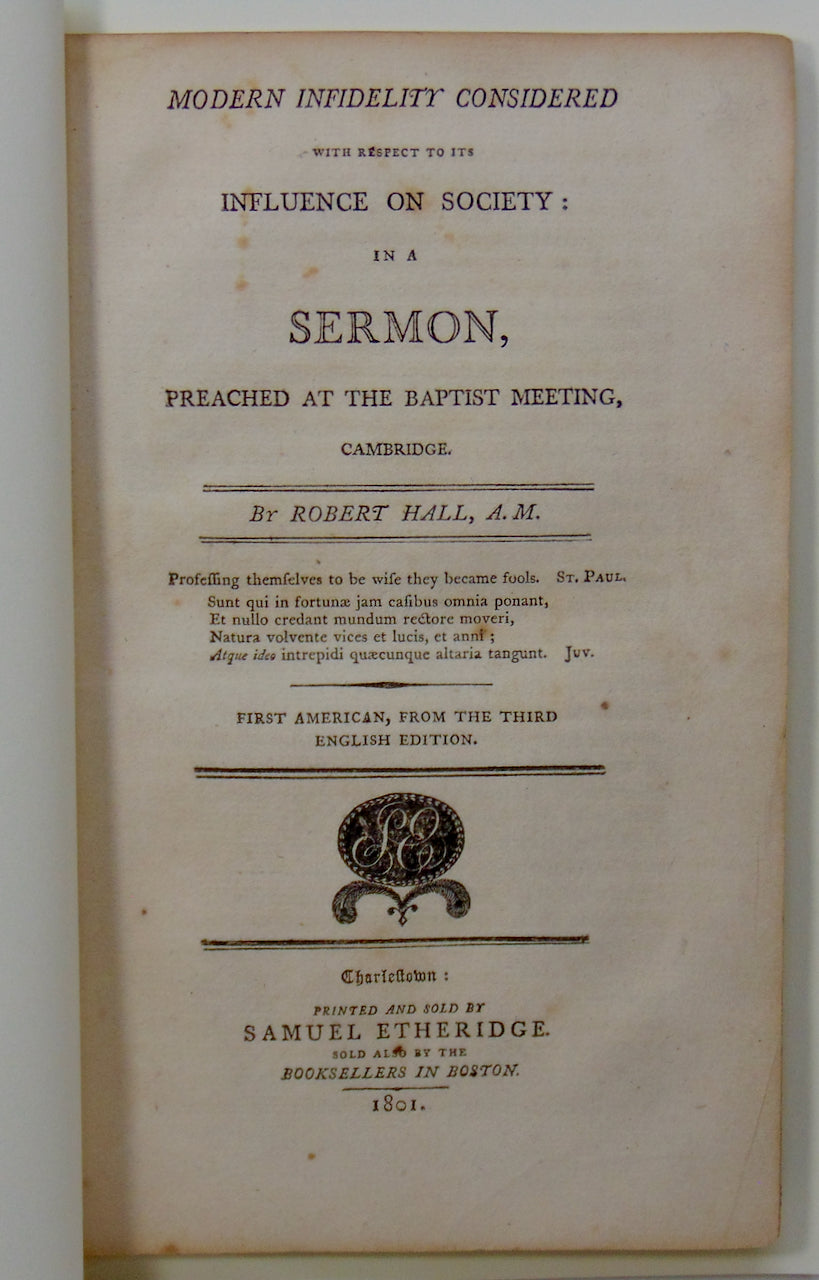 MODERN INFIDELITY CONSIDERED
WITH RESPECT TO ITS
INFLUENCE ON SOCIETY:
IN A
SERMON,
PREACHED AT THE BAPTIST MEETING,
CAMBRIDGE.
By ROBERT HALL, A.M.
Profeſſing themſelves to be wiſe they became fools. ST. PAUL.
Sunt qui in fortunæ jam caſibus omnia ponant,
Et nullo credant mundum rectore moveri,
Natura volvente vices et lucis, et anni;
Atque ideo intrepidi quæcunque altaria tangunt. JUV.
FIRST AMERICAN, FROM THE THIRD
ENGLISH EDITION.
SE
Charleſtown:
PRINTED AND SOLD BY
SAMUEL ETHERIDGE.
SOLD ALSO BY THE
BOOKSELLERS IN BOSTON.
1801.